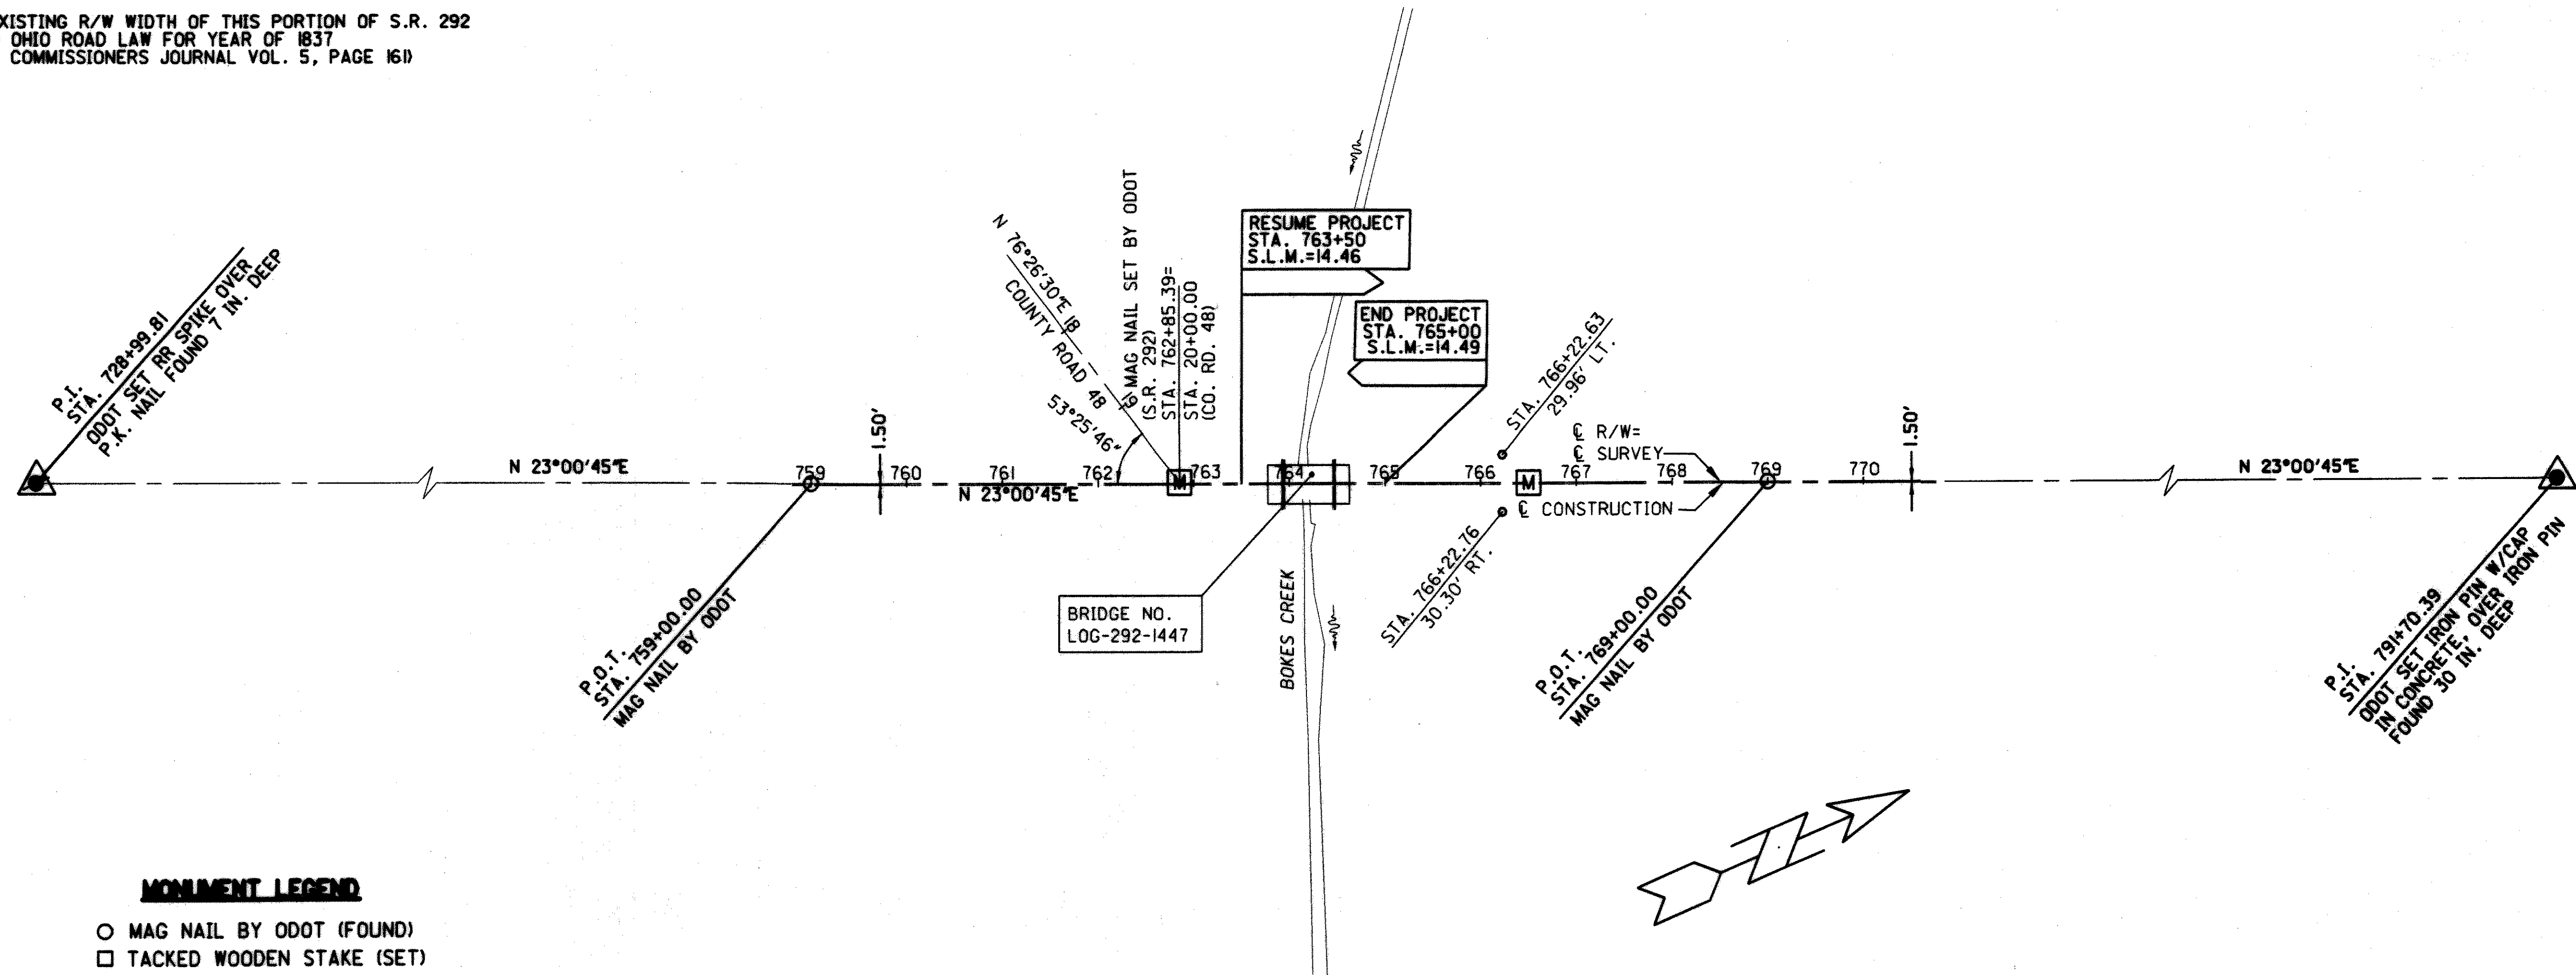 XISTING R/W WIDTH OF THIS PORTION OF S.R. 292
OHIO ROAD LAW FOR YEAR OF 1837
COMMISSIONERS JOURNAL VOL. 5, PAGE 161)
P.I.
STA. 728+99.81
ODOT SET RR SPIKE OVER
P.K. NAIL FOUND 7 IN. DEEP
N 23°00'45"E
759
1.50'
760
761
N 23°00'45"E
762
763
764
765
766
767
768
769
770
1.50'
N 23°00'45"E
P.O.T.
STA. 759+00.00
MAG NAIL BY ODOT
N 76°26'30"E
18
COUNTY ROAD 48
19
53°25'46"
MAG NAIL SET BY ODOT
(S.R. 292)
STA. 762+85.39=
STA. 20+00.00
(CO. RD. 48)
M
RESUME PROJECT
STA. 763+50
S.L.M.=14.46
END PROJECT
STA. 765+00
S.L.M.=14.49
STA. 766+22.63
29.96' LT.
℄ R/W=
℄ SURVEY
M
℄ CONSTRUCTION
STA. 766+22.76
30.30' RT.
BRIDGE NO.
LOG-292-1447
BOKES CREEK
P.O.T.
STA. 769+00.00
MAG NAIL BY ODOT
P.I.
STA. 791+70.39
ODOT SET IRON PIN W/CAP
IN CONCRETE, OVER IRON PIN
FOUND 30 IN. DEEP
MONUMENT LEGEND
MAG NAIL BY ODOT (FOUND)
TACKED WOODEN STAKE (SET)